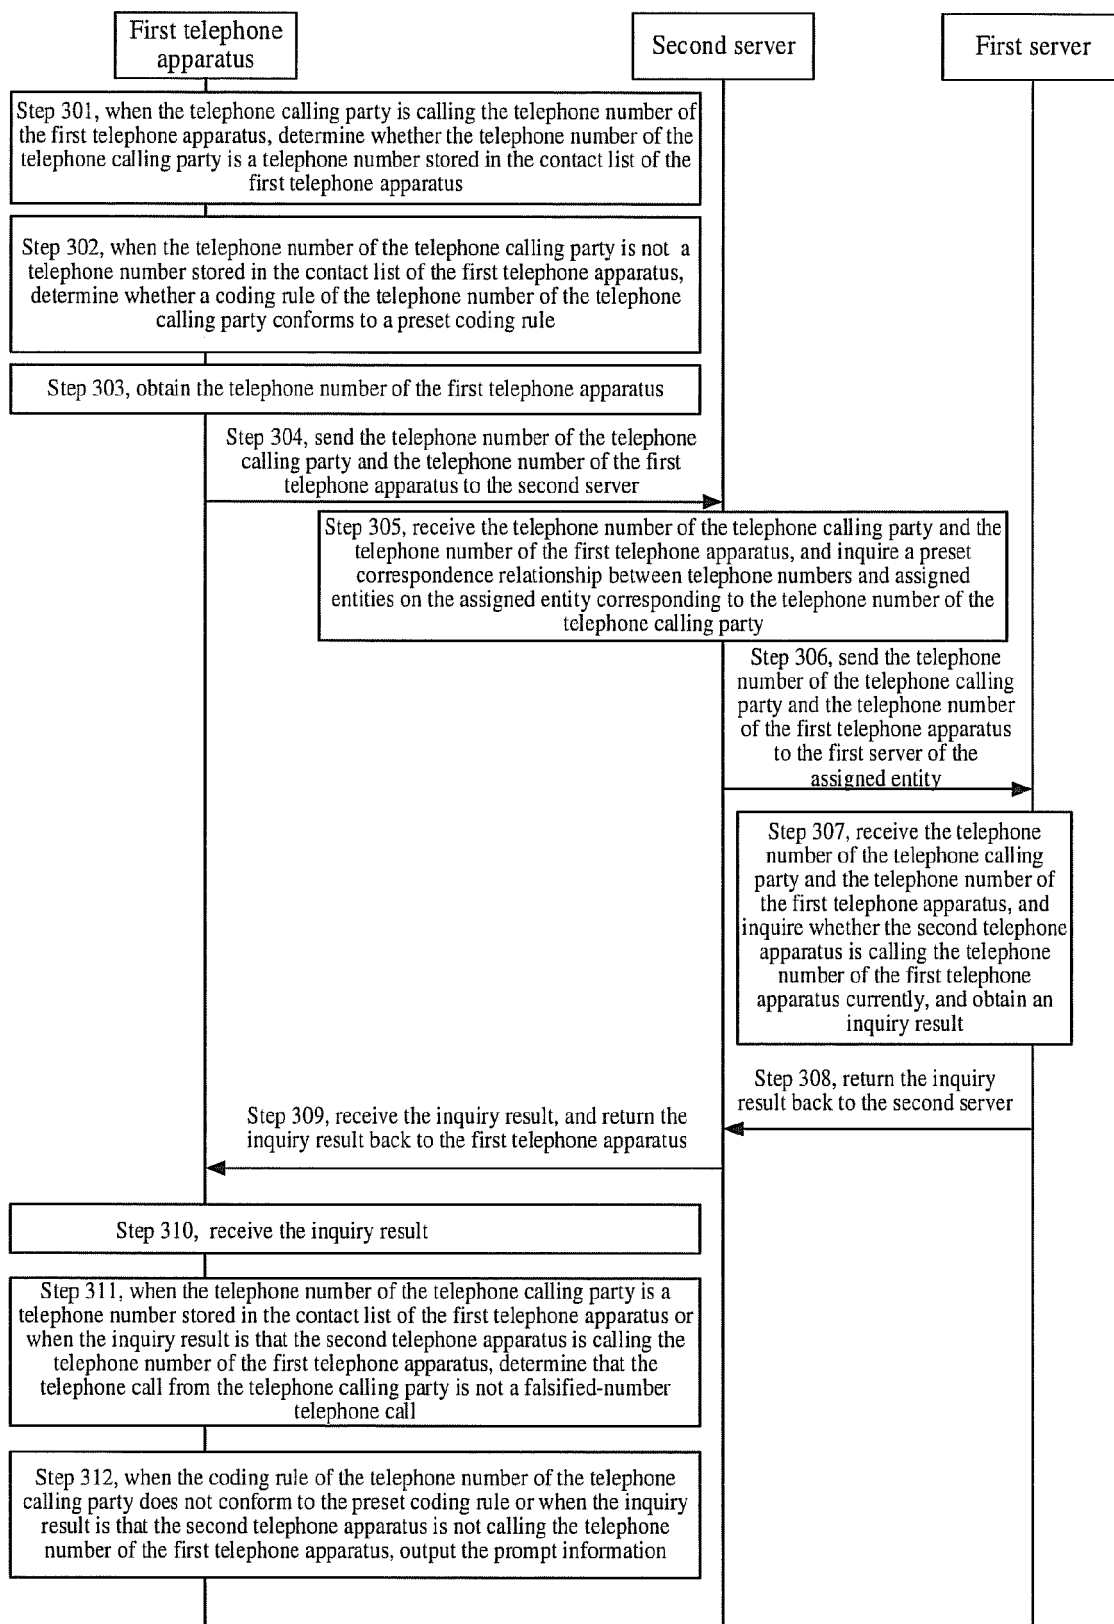 First telephone
apparatus
Second server
First server
Step 301, when the telephone calling party is calling the telephone number of
the first telephone apparatus, determine whether the telephone number of the
telephone calling party is a telephone number stored in the contact list of the
first telephone apparatus
Step 302, when the telephone number of the telephone calling party is not a
telephone number stored in the contact list of the first telephone apparatus,
determine whether a coding rule of the telephone number of the telephone
calling party conforms to a preset coding rule
Step 303, obtain the telephone number of the first telephone apparatus
Step 304, send the telephone number of the telephone
calling party and the telephone number of the first
telephone apparatus to the second server
Step 305, receive the telephone number of the telephone calling party and the
telephone number of the first telephone apparatus, and inquire a preset
correspondence relationship between telephone numbers and assigned
entities on the assigned entity corresponding to the telephone number of the
telephone calling party
Step 306, send the telephone
number of the telephone calling
party and the telephone number
of the first telephone apparatus
to the first server of the
assigned entity
Step 307, receive the telephone
number of the telephone calling
party and the telephone number of
the first telephone apparatus, and
inquire whether the second telephone
apparatus is calling the telephone
number of the first telephone
apparatus currently, and obtain an
inquiry result
Step 308, return the inquiry
result back to the second server
Step 309, receive the inquiry result, and return the
inquiry result back to the first telephone apparatus
Step 310, receive the inquiry result
Step 311, when the telephone number of the telephone calling party is a
telephone number stored in the contact list of the first telephone apparatus or
when the inquiry result is that the second telephone apparatus is calling the
telephone number of the first telephone apparatus, determine that the
telephone call from the telephone calling party is not a falsified-number
telephone call
Step 312, when the coding rule of the telephone number of the telephone
calling party does not conform to the preset coding rule or when the inquiry
result is that the second telephone apparatus is not calling the telephone
number of the first telephone apparatus, output the prompt information